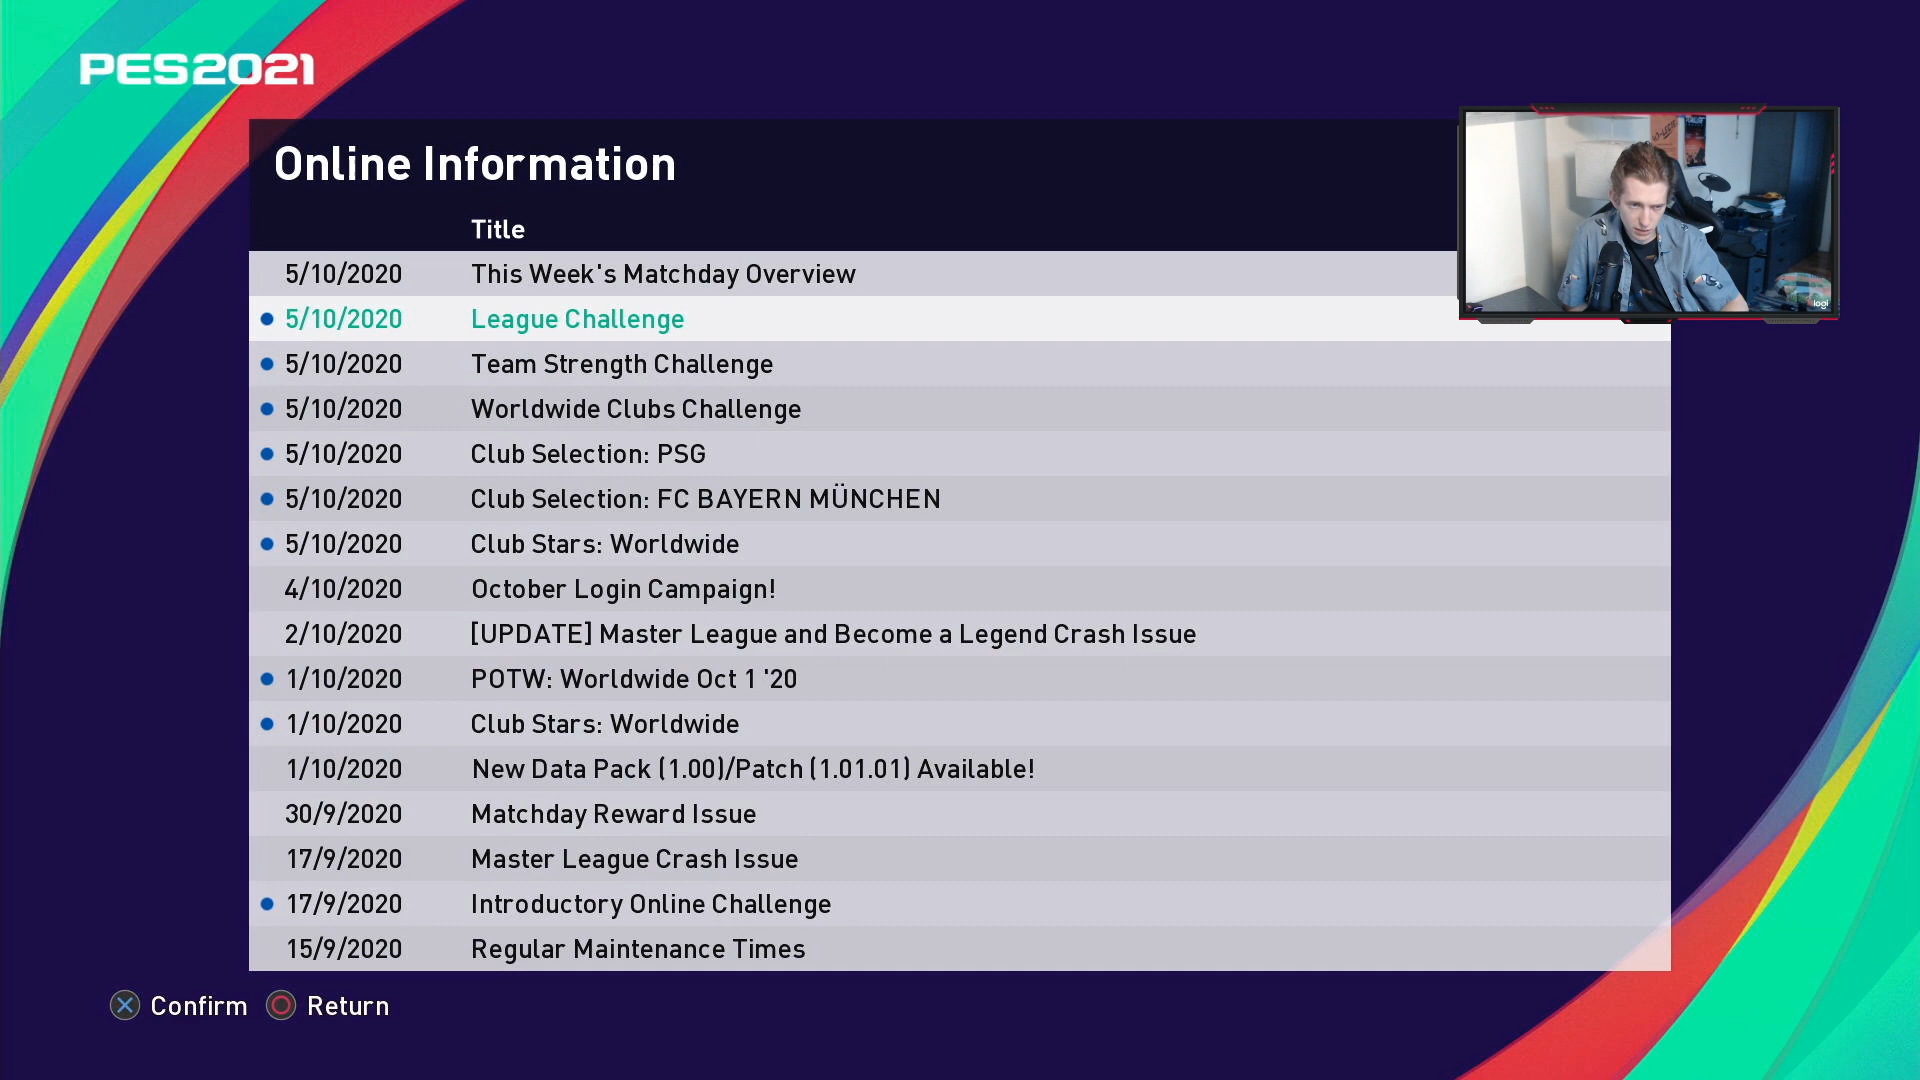 PES2021
Online Information
Title
5/10/2020 This Week's Matchday Overview
5/10/2020 League Challenge
5/10/2020 Team Strength Challenge
5/10/2020 Worldwide Clubs Challenge
5/10/2020 Club Selection: PSG
5/10/2020 Club Selection: FC BAYERN MÜNCHEN
5/10/2020 Club Stars: Worldwide
4/10/2020 October Login Campaign!
2/10/2020 [UPDATE] Master League and Become a Legend Crash Issue
1/10/2020 POTW: Worldwide Oct 1 '20
1/10/2020 Club Stars: Worldwide
1/10/2020 New Data Pack (1.00)/Patch (1.01.01) Available!
30/9/2020 Matchday Reward Issue
17/9/2020 Master League Crash Issue
17/9/2020 Introductory Online Challenge
15/9/2020 Regular Maintenance Times
logi
Confirm Return